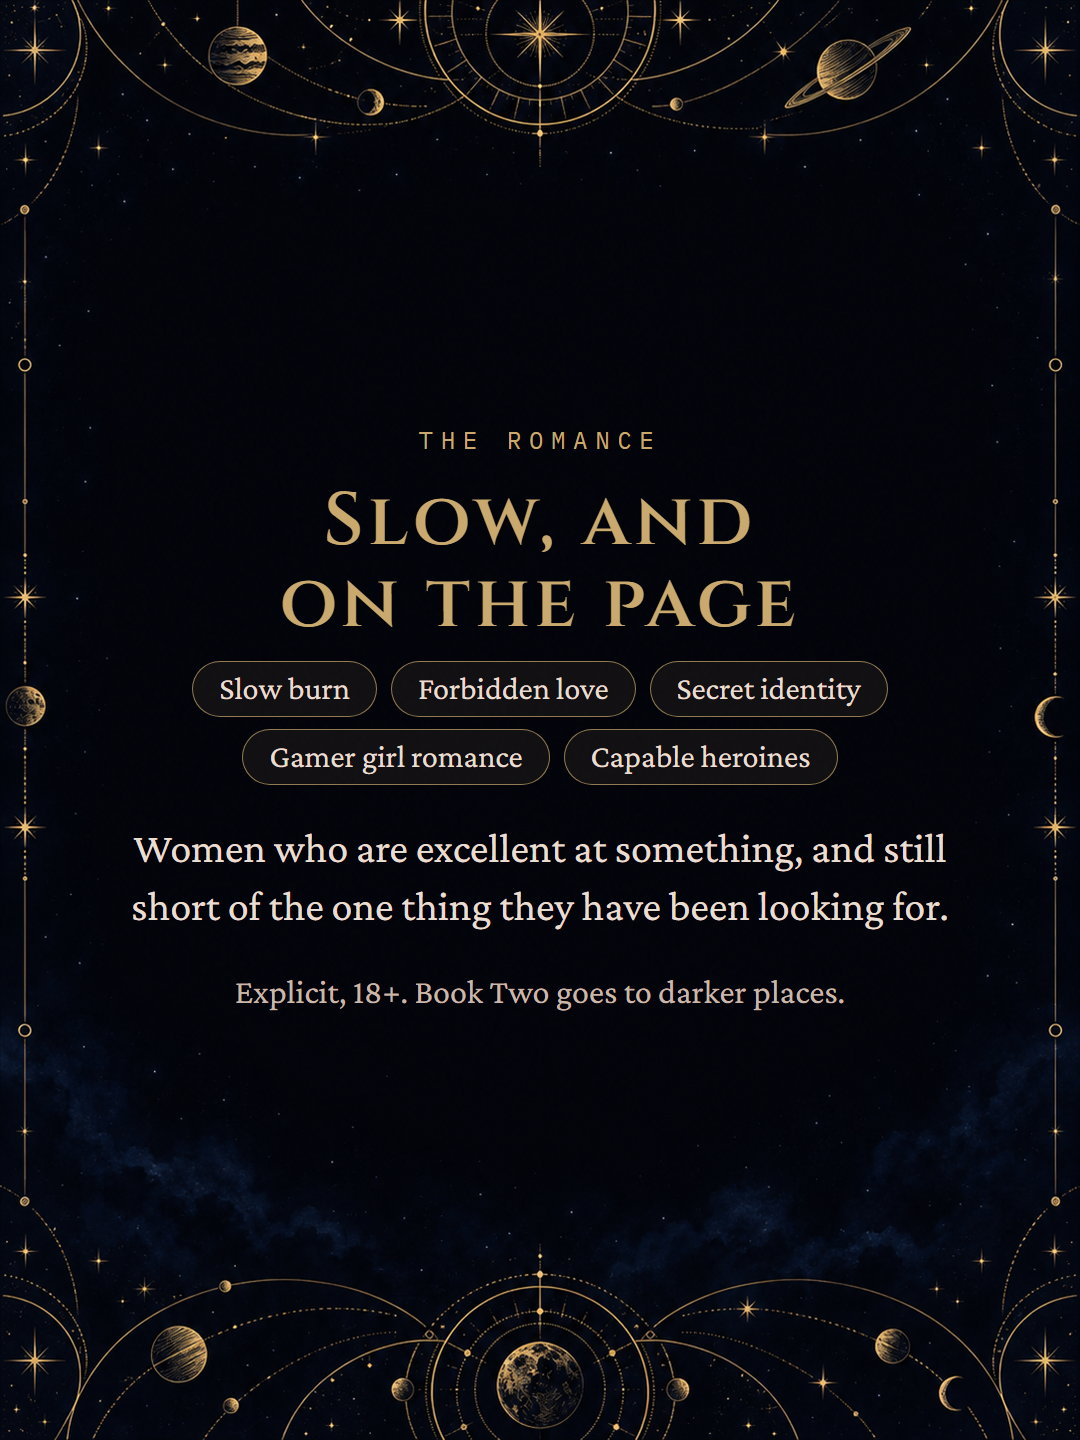 THE ROMANCE
SLOW, AND
ON THE PAGE
Slow burn Forbidden love Secret identity
Gamer girl romance Capable heroines
Women who are excellent at something, and still
short of the one thing they have been looking for.
Explicit, 18+. Book Two goes to darker places.